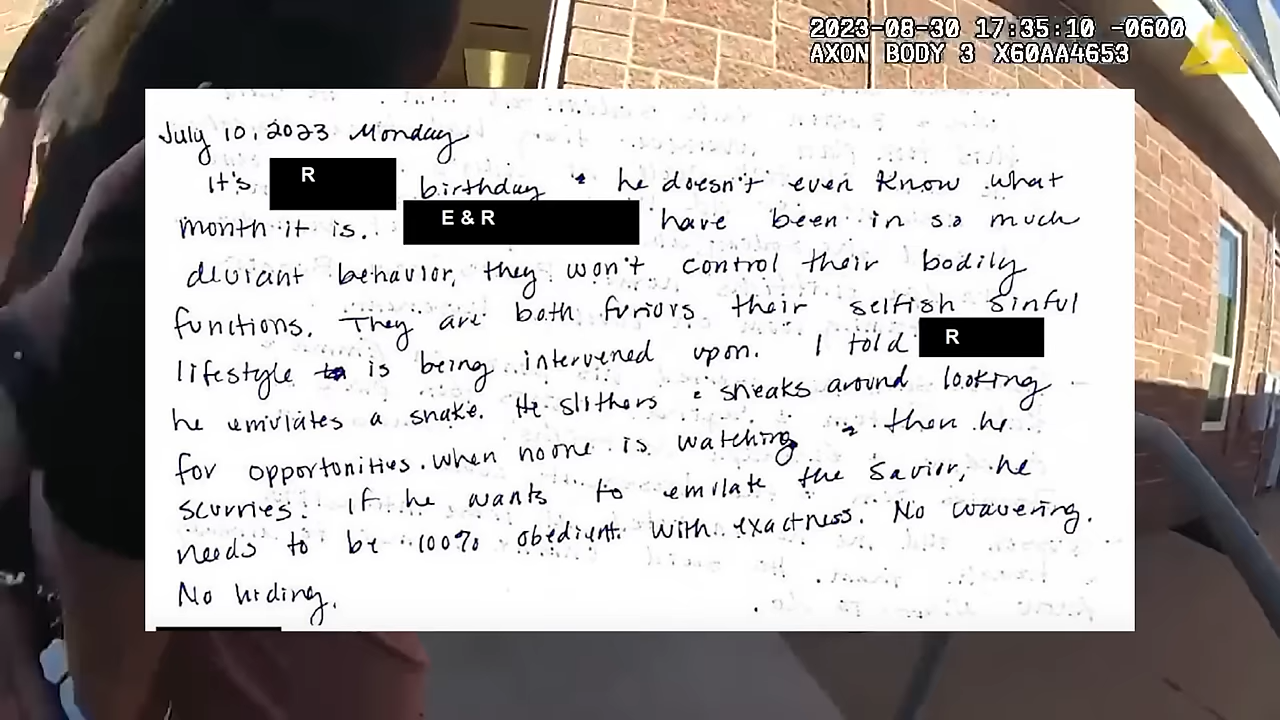 2023-08-30 17:35:10 -0600
AXON BODY 3 X60AA4653
July 10, 2023 Monday
It's R birthday & he doesn't even know what
month it is. E & R have been in so much
deviant behavior, they won't control their bodily
functions. They are both furiors their selfish sinful
lifestyle is being intervened upon. I told R
he emulates a snake. He slithers & sneaks around looking
for opportunities. When noone is watching & then he
scurries. If he wants to emulate the Savior, he
needs to be 100% obedient with exactness. No wavering.
No hiding.